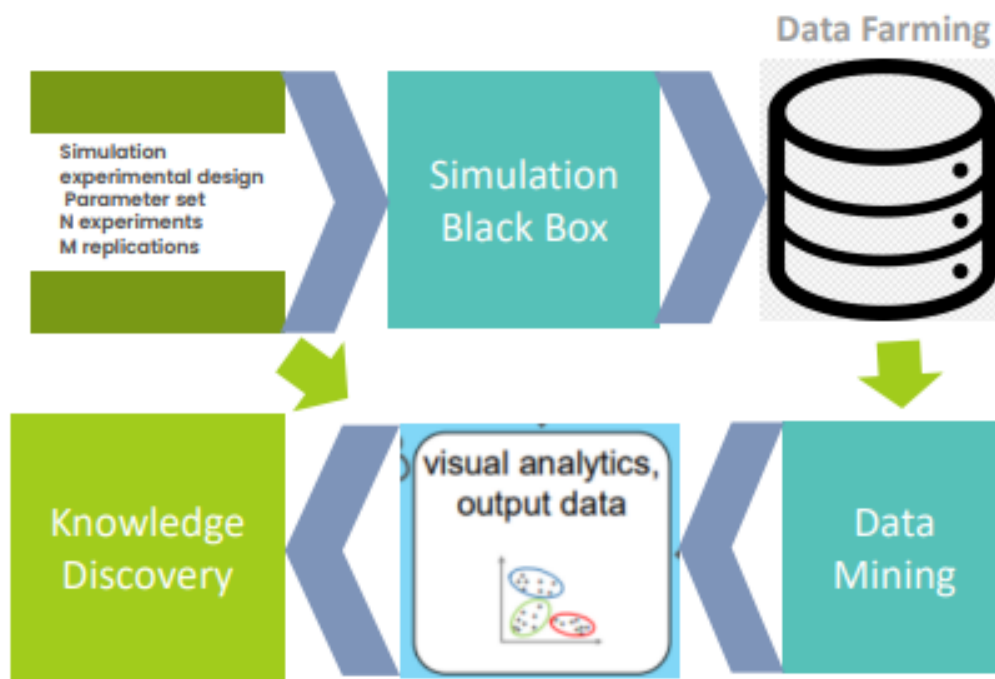 Data Farming
Simulation
experimental design
Parameter set
N experiments
M replications
Simulation
Black Box
Knowledge
Discovery
visual analytics,
output data
Data
Mining